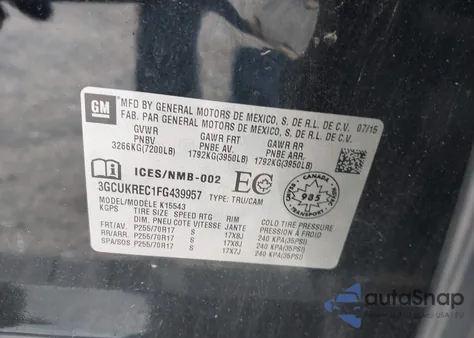 GM
MFD BY GENERAL MOTORS DE MEXICO, S. DE R.L. DE C.V. 07/15
FAB. PAR GENERAL MOTORS DE MEXICO, S. DE R.L. DE C.V.
GVWR GAWR FRT GAWR RR
PNBV PNBE AV. PNBE ARR.
3266KG(7200LB) 1792KG(3950LB) 1792KG(3950LB)
ICES/NMB-002 EC
CANADA
985
3GCUKREC1FG439957 TYPE: TRU/CAM
MODEL/MODÈLE K15543
KGPS TIRE SIZE SPEED RTG RIM COLD TIRE PRESSURE
DIM. PNEU COTE VITESSE JANTE
FRT/AV. P255/70R17 S 17X8J 240 KPA(35PSI)
RR/ARR. P255/70R17 S 17X8J 240 KPA(35PSI)
SPA/SOS P255/70R17 S 17X7J 240 KPA(35PSI)
autoSnap